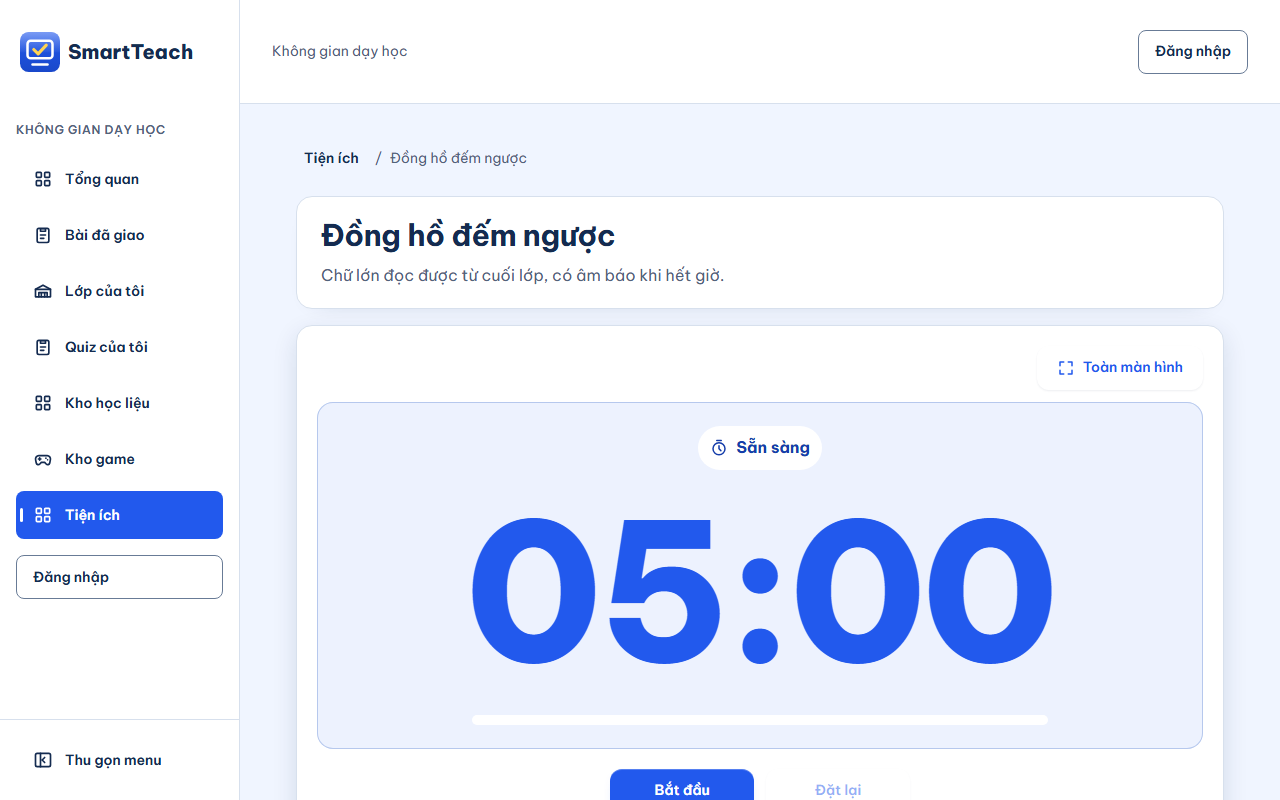 SmartTeach
Không gian dạy học
Đăng nhập
KHÔNG GIAN DẠY HỌC
Tổng quan
Bài đã giao
Lớp của tôi
Quiz của tôi
Kho học liệu
Kho game
Tiện ích
Đăng nhập
Thu gọn menu
Tiện ích / Đồng hồ đếm ngược
Đồng hồ đếm ngược
Chữ lớn đọc được từ cuối lớp, có âm báo khi hết giờ.
Toàn màn hình
Sẵn sàng
05:00
Bắt đầu
Đặt lại